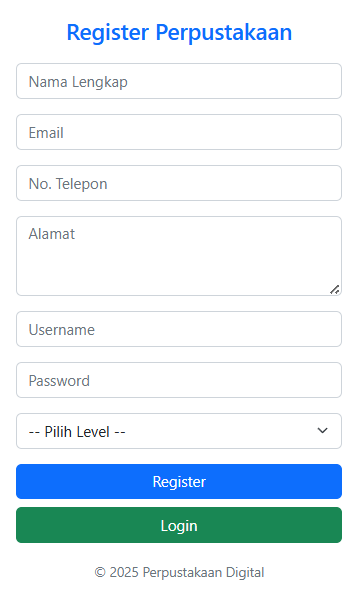 Register Perpustakaan
Nama Lengkap
Email
No. Telepon
Alamat
Username
Password
-- Pilih Level --
Register
Login
© 2025 Perpustakaan Digital